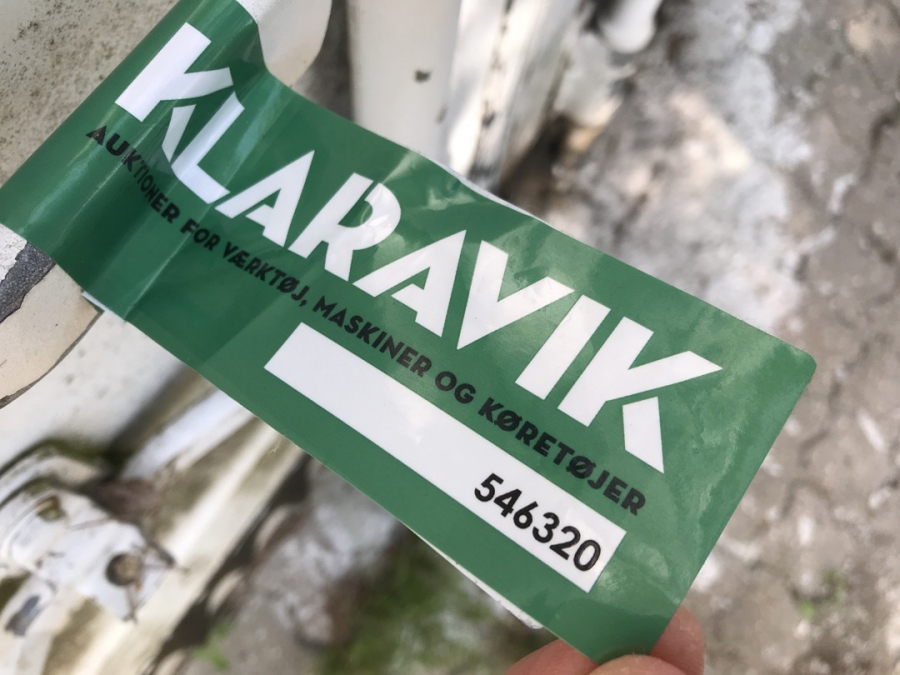 KLARAVIK
AUKTIONER FOR VÆRKTØJ, MASKINER OG KØRETØJER
546320